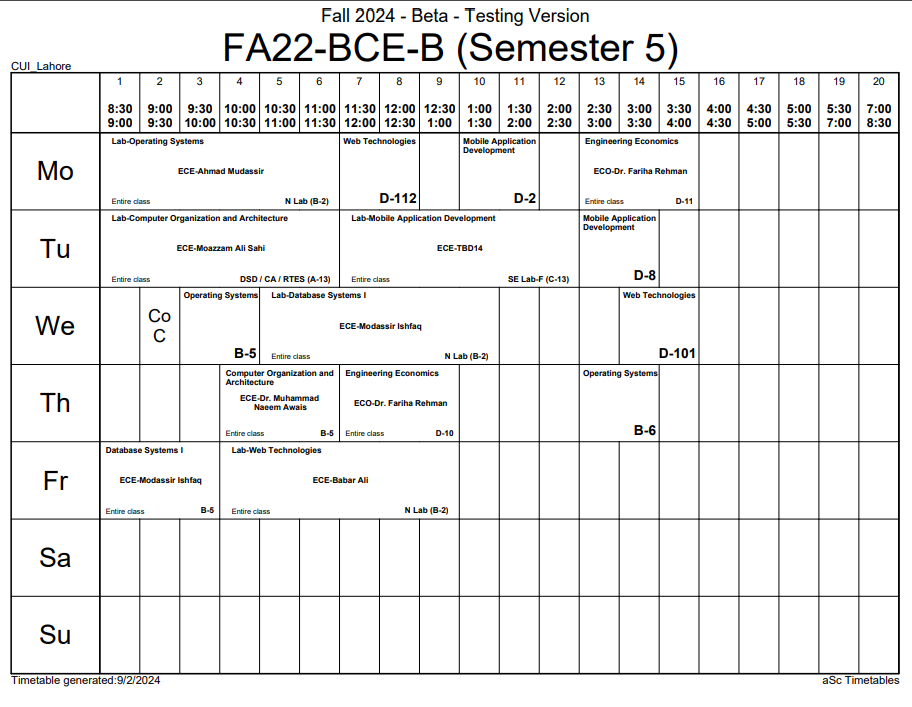 Fall 2024 - Beta - Testing Version
FA22-BCE-B (Semester 5)
CUI_Lahore
1 2 3 4 5 6 7 8 9 10 11 12 13 14 15 16 17 18 19 20
8:30 9:00 9:30 10:00 10:30 11:00 11:30 12:00 12:30 1:00 1:30 2:00 2:30 3:00 3:30 4:00 4:30 5:00 5:30 7:00
9:00 9:30 10:00 10:30 11:00 11:30 12:00 12:30 1:00 1:30 2:00 2:30 3:00 3:30 4:00 4:30 5:00 5:30 7:00 8:30
Mo
Lab-Operating Systems
ECE-Ahmad Mudassir
Entire class N Lab (B-2)
Web Technologies
D-112
Mobile Application
Development
D-2
Engineering Economics
ECO-Dr. Fariha Rehman
Entire class D-11
Tu
Lab-Computer Organization and Architecture
ECE-Moazzam Ali Sahi
Entire class DSD / CA / RTES (A-13)
Lab-Mobile Application Development
ECE-TBD14
Entire class SE Lab-F (C-13)
Mobile Application
Development
D-8
We
Co
C
Operating Systems
B-5
Lab-Database Systems I
ECE-Modassir Ishfaq
Entire class N Lab (B-2)
Web Technologies
D-101
Th
Computer Organization and
Architecture
ECE-Dr. Muhammad
Naeem Awais
Entire class B-5
Engineering Economics
ECO-Dr. Fariha Rehman
Entire class D-10
Operating Systems
B-6
Fr
Database Systems I
ECE-Modassir Ishfaq
Entire class B-5
Lab-Web Technologies
ECE-Babar Ali
Entire class N Lab (B-2)
Sa
Su
Timetable generated:9/2/2024
aSc Timetables